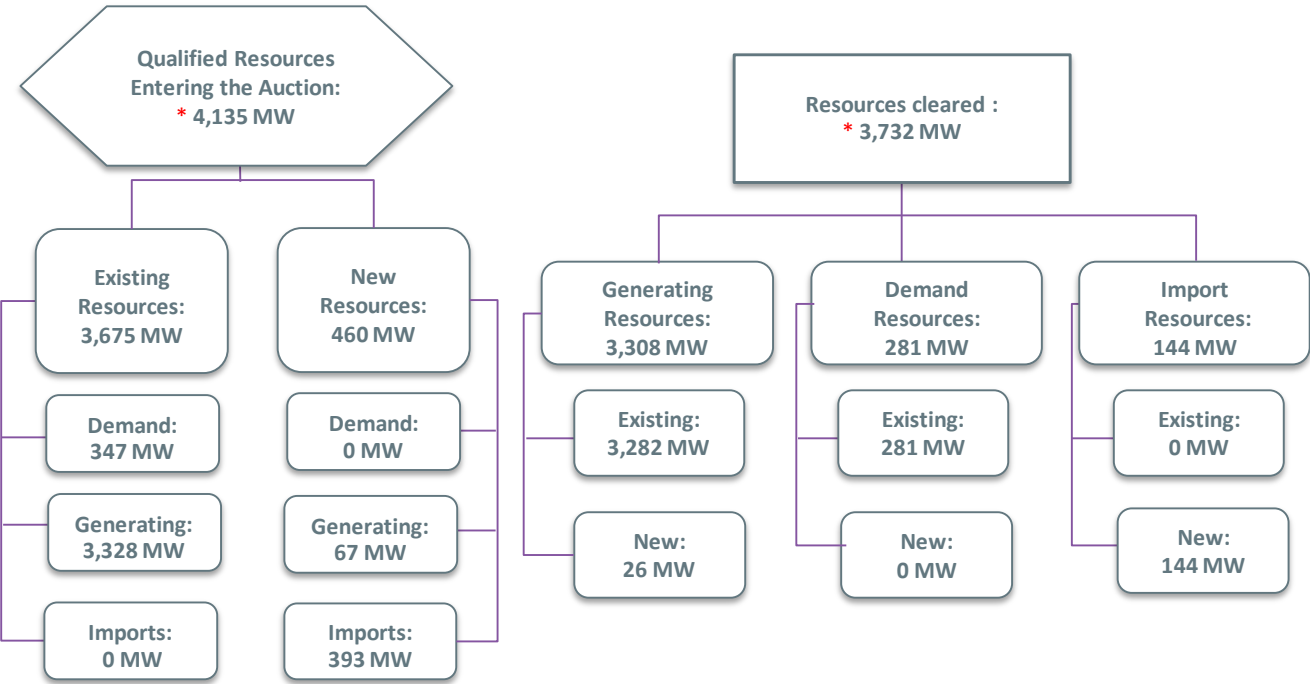 Qualified Resources
Entering the Auction:
* 4,135 MW
Existing
Resources:
3,675 MW
Demand:
347 MW
Generating:
3,328 MW
Imports:
0 MW
New
Resources:
460 MW
Demand:
0 MW
Generating:
67 MW
Imports:
393 MW
Resources cleared :
* 3,732 MW
Generating
Resources:
3,308 MW
Existing:
3,282 MW
New:
26 MW
Demand
Resources:
281 MW
Existing:
281 MW
New:
0 MW
Import
Resources:
144 MW
Existing:
0 MW
New:
144 MW